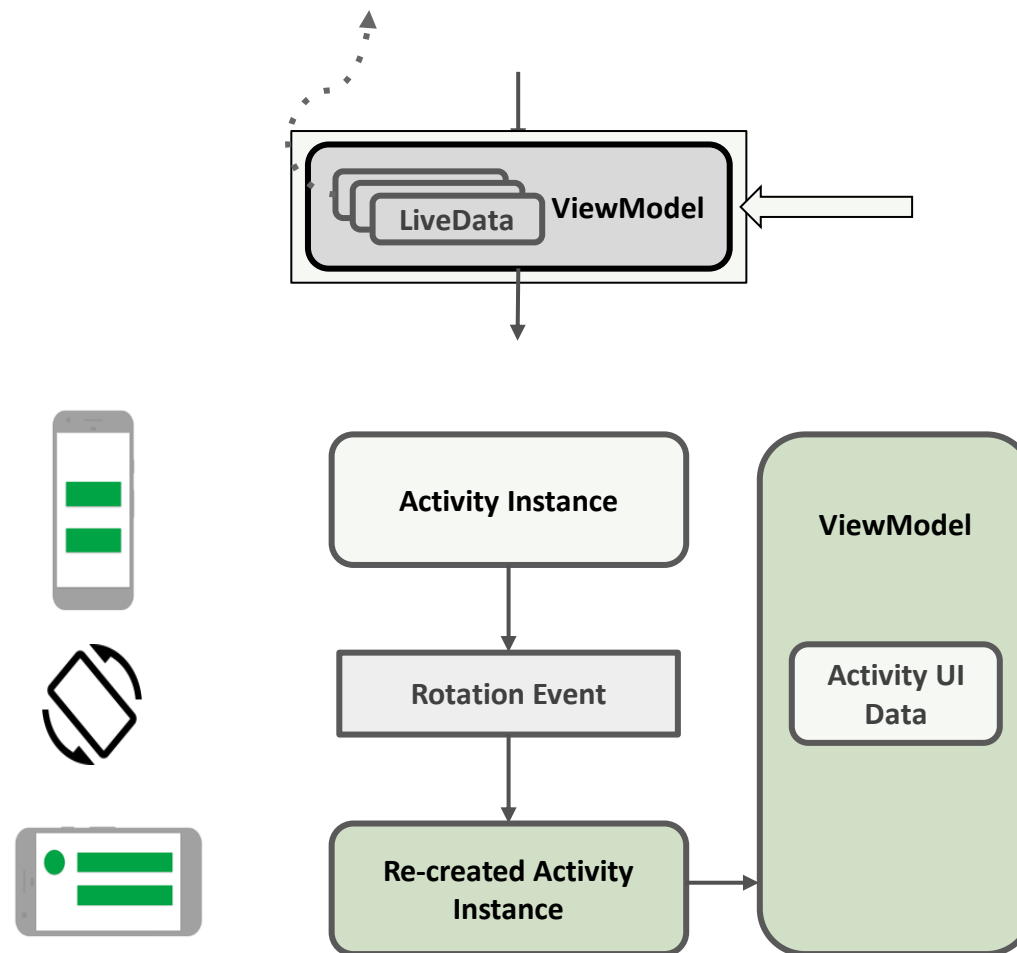 LiveData
ViewModel
Activity Instance
ViewModel
Rotation Event
Activity UI
Data
Re-created Activity
Instance